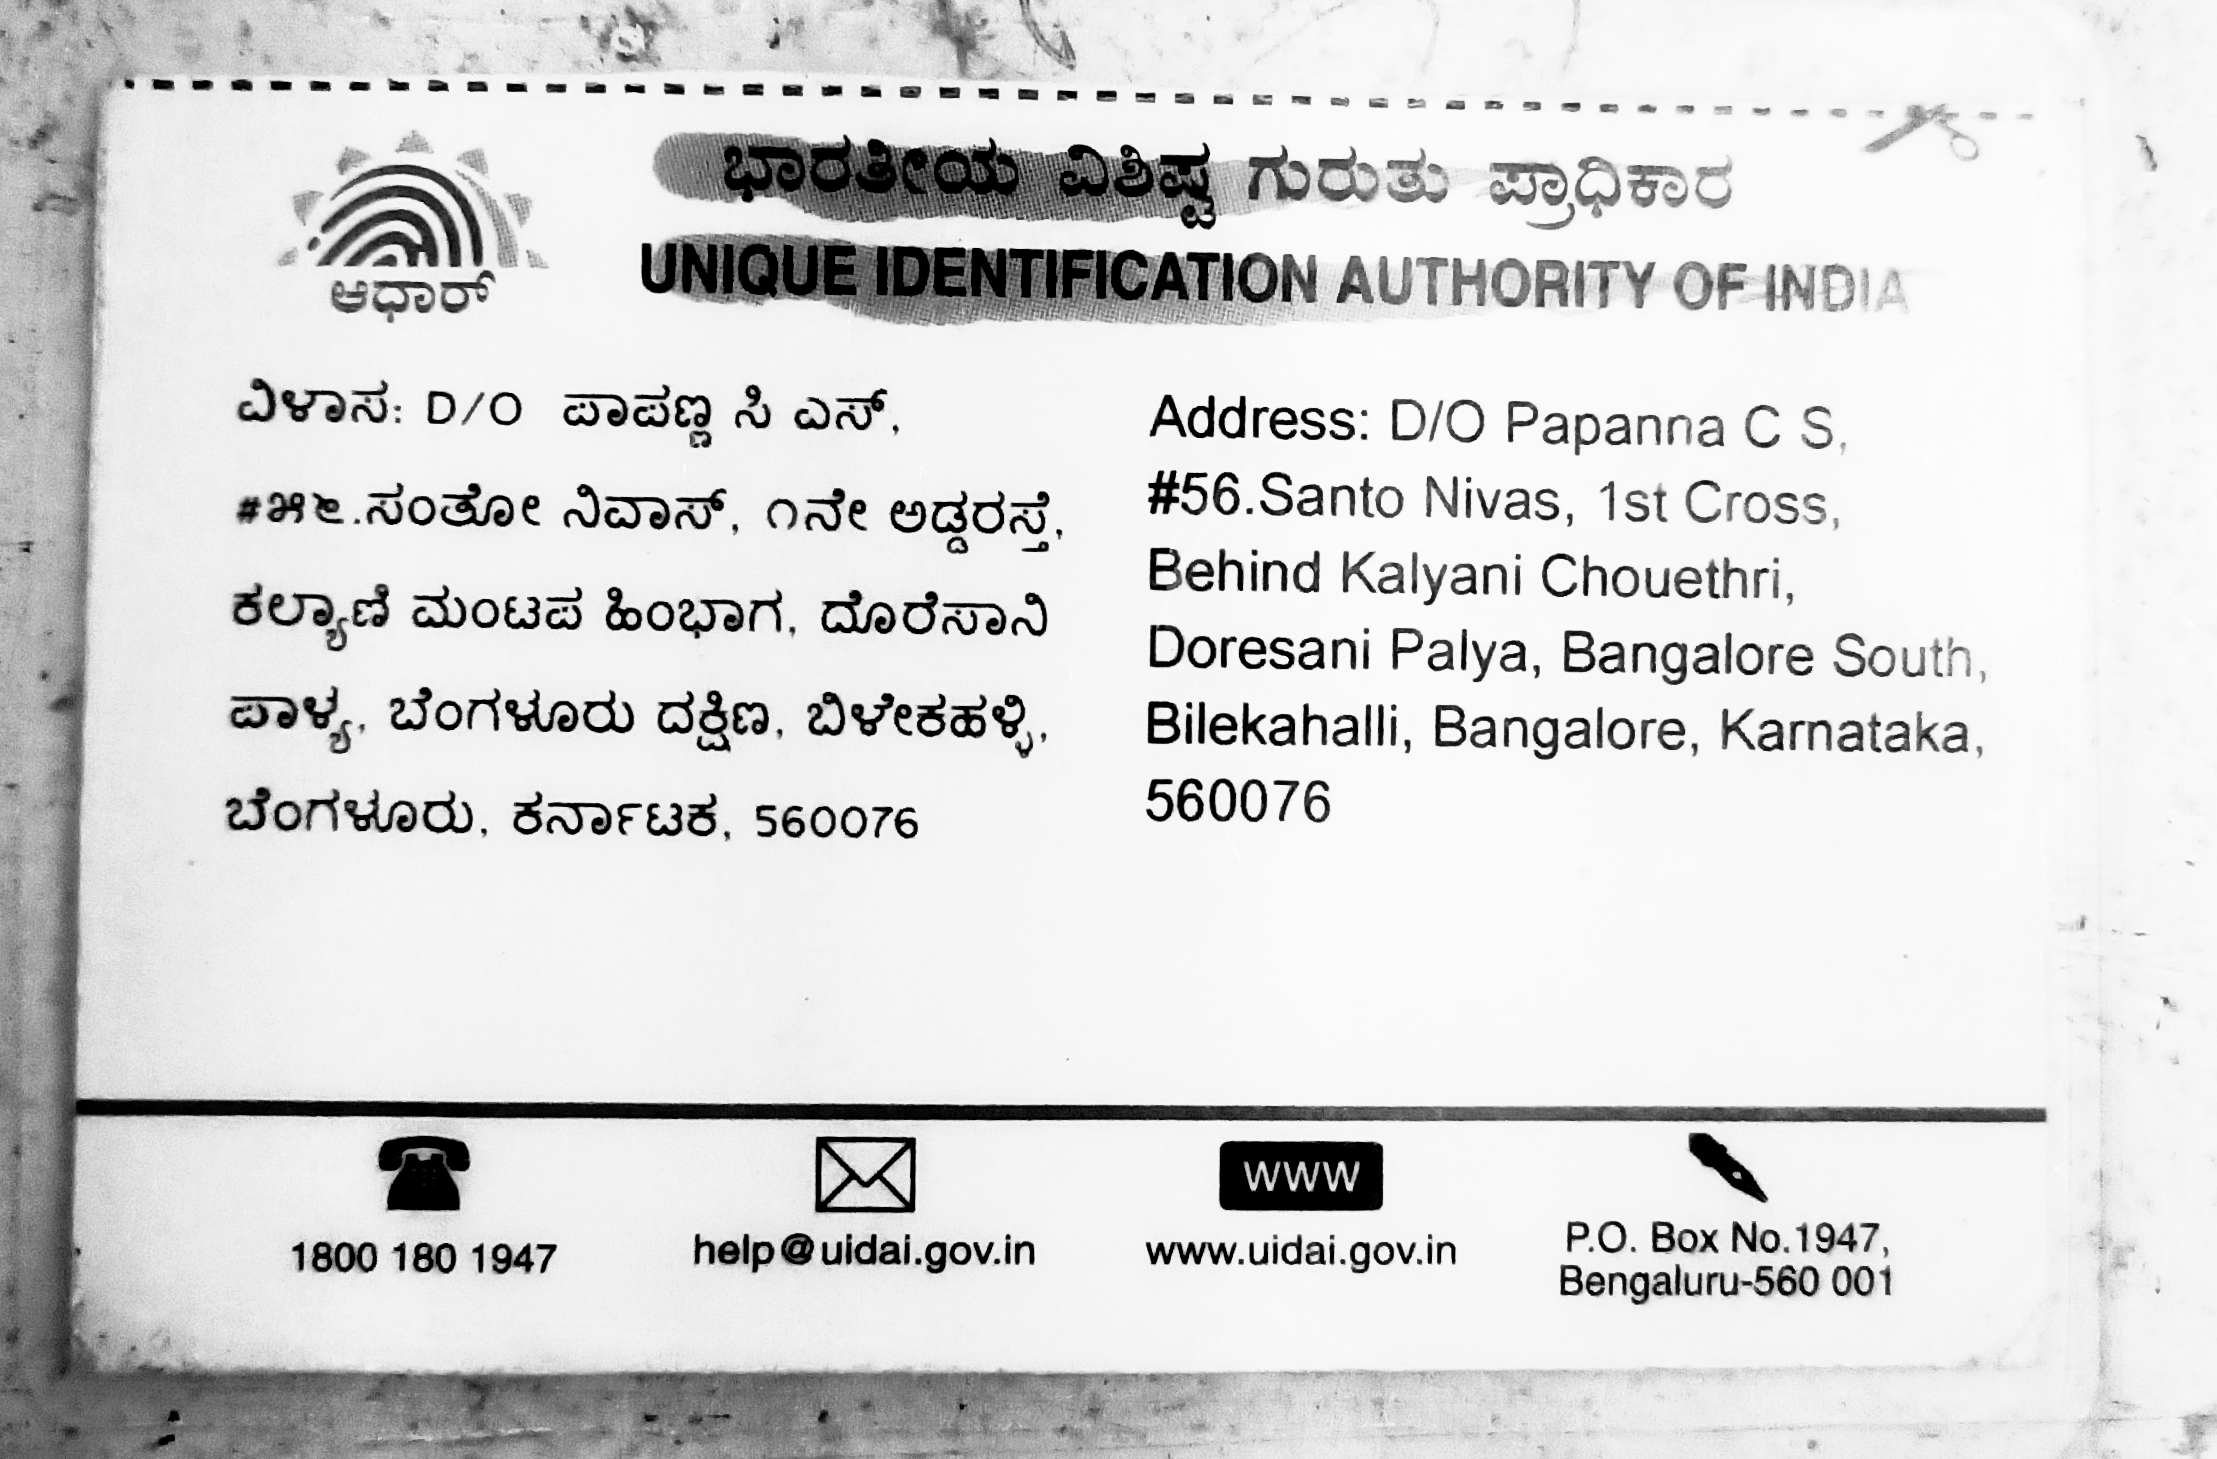 ಭಾರತೀಯ ವಿಶಿಷ್ಟ ಗುರುತು ಪ್ರಾಧಿಕಾರ
UNIQUE IDENTIFICATION AUTHORITY OF INDIA
ಆಧಾರ್
ವಿಳಾಸ: D/O ಪಾಪಣ್ಣ ಸಿ ಎಸ್,
#೫೬.ಸಂತೋ ನಿವಾಸ್, ೧ನೇ ಅಡ್ಡರಸ್ತೆ,
ಕಲ್ಯಾಣಿ ಮಂಟಪ ಹಿಂಭಾಗ, ದೊರೆಸಾನಿ
ಪಾಳ್ಯ, ಬೆಂಗಳೂರು ದಕ್ಷಿಣ, ಬಿಳೇಕಹಳ್ಳಿ,
ಬೆಂಗಳೂರು, ಕರ್ನಾಟಕ, 560076
Address: D/O Papanna C S,
#56.Santo Nivas, 1st Cross,
Behind Kalyani Chouethri,
Doresani Palya, Bangalore South,
Bilekahalli, Bangalore, Karnataka,
560076
1800 180 1947
help@uidai.gov.in
www
www.uidai.gov.in
P.O. Box No.1947,
Bengaluru-560 001